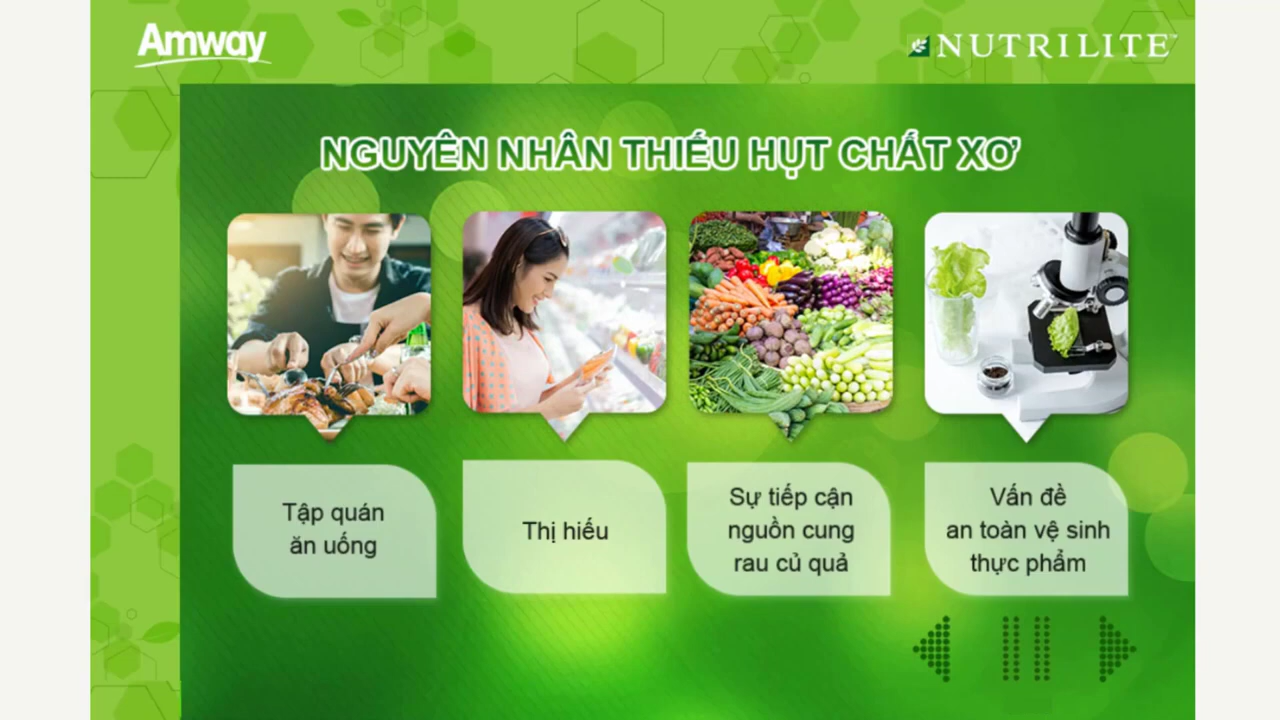 Amway
NUTRILITE™
NGUYÊN NHÂN THIẾU HỤT CHẤT XƠ
Tập quán
ăn uống
Thị hiếu
Sự tiếp cận
nguồn cung
rau củ quả
Vấn đề
an toàn vệ sinh
thực phẩm